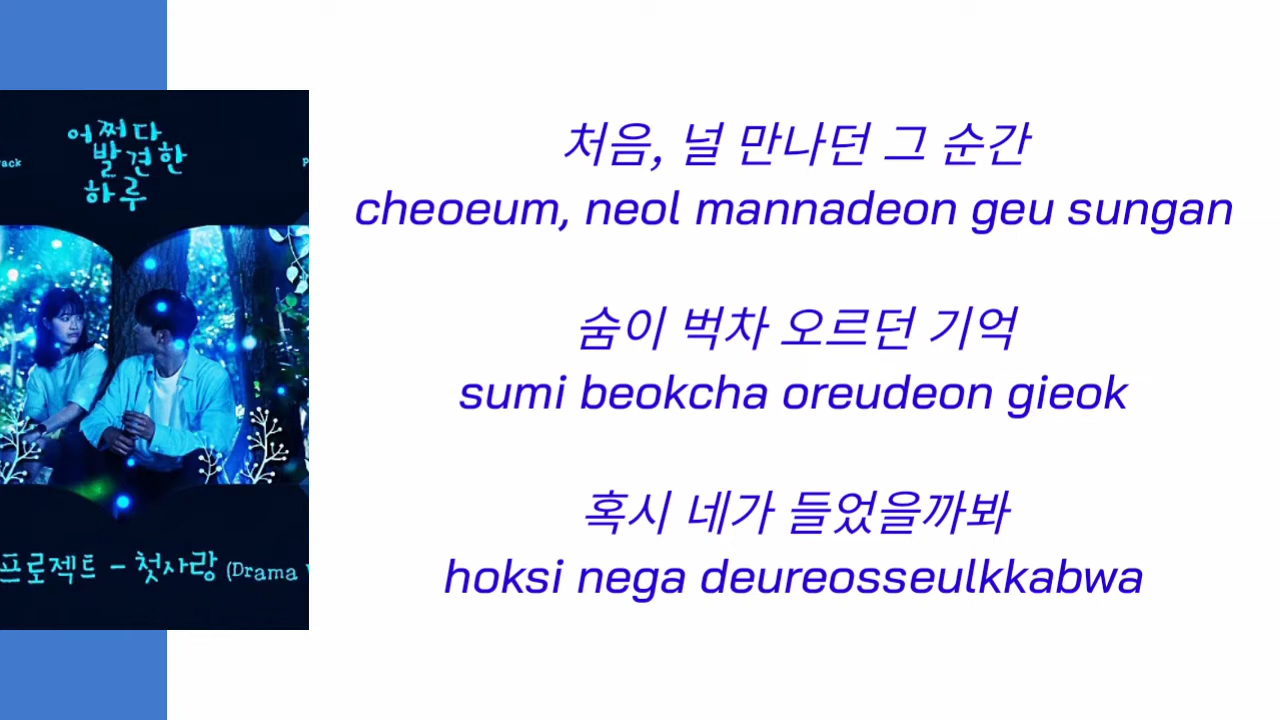 어쩌다
발견한
하루
프로젝트 - 첫사랑 (Drama
처음, 널 만나던 그 순간
cheoeum, neol mannadeon geu sungan
숨이 벅차 오르던 기억
sumi beokcha oreudeon gieok
혹시 네가 들었을까봐
hoksi nega deureosseulkkabwa